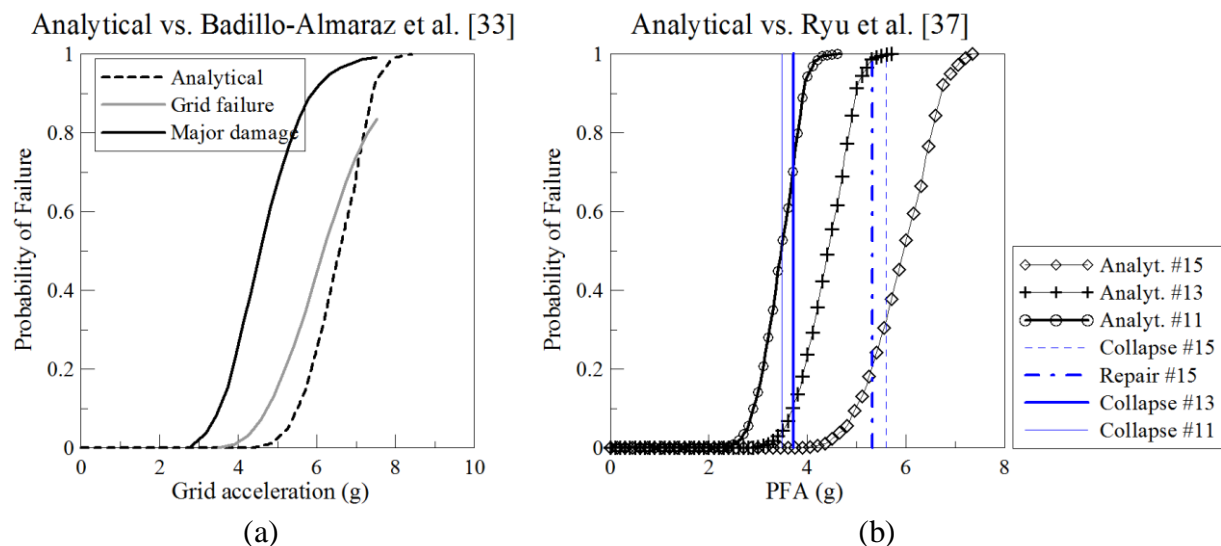 Analytical vs. Badillo-Almaraz et al. [33]
Analytical
Grid failure
Major damage
Probability of Failure
1
0.8
0.6
0.4
0.2
0
0 2 4 6 8 10
Grid acceleration (g)
(a)
Analytical vs. Ryu et al. [37]
Probability of Failure
1
0.8
0.6
0.4
0.2
0
0 2 4 6 8
PFA (g)
(b)
Analyt. #15
Analyt. #13
Analyt. #11
Collapse #15
Repair #15
Collapse #13
Collapse #11